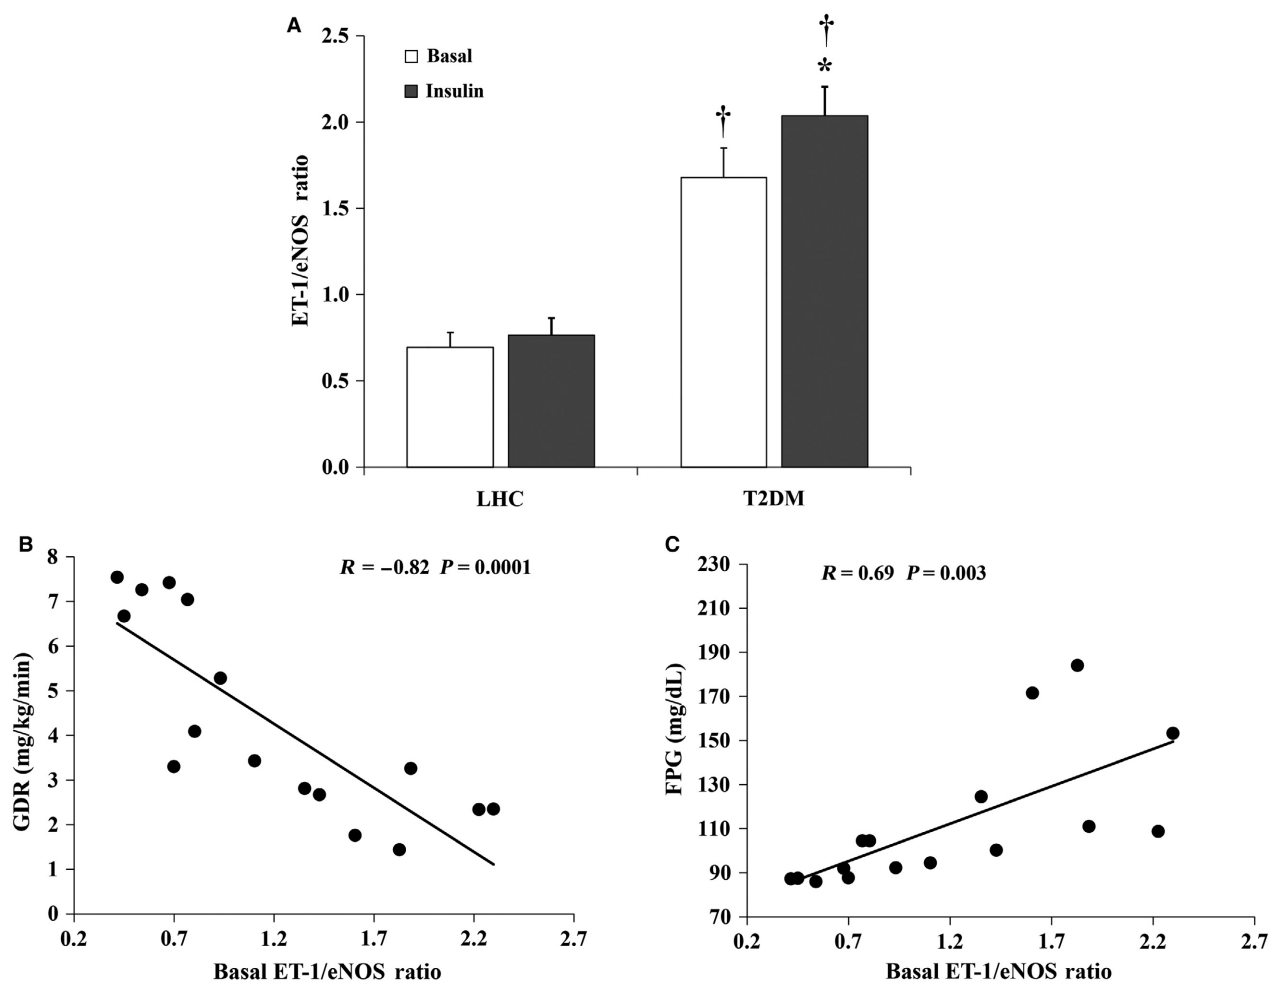 A
2.5
2.0
1.5
1.0
0.5
0.0
ET-1/eNOS ratio
Basal
Insulin
†
†
*
LHC
T2DM
B
8
7
6
5
4
3
2
1
0
GDR (mg/kg/min)
R = −0.82 P = 0.0001
0.2 0.7 1.2 1.7 2.2 2.7
Basal ET-1/eNOS ratio
C
230
210
190
170
150
130
110
90
70
FPG (mg/dL)
R = 0.69 P = 0.003
0.2 0.7 1.2 1.7 2.2 2.7
Basal ET-1/eNOS ratio